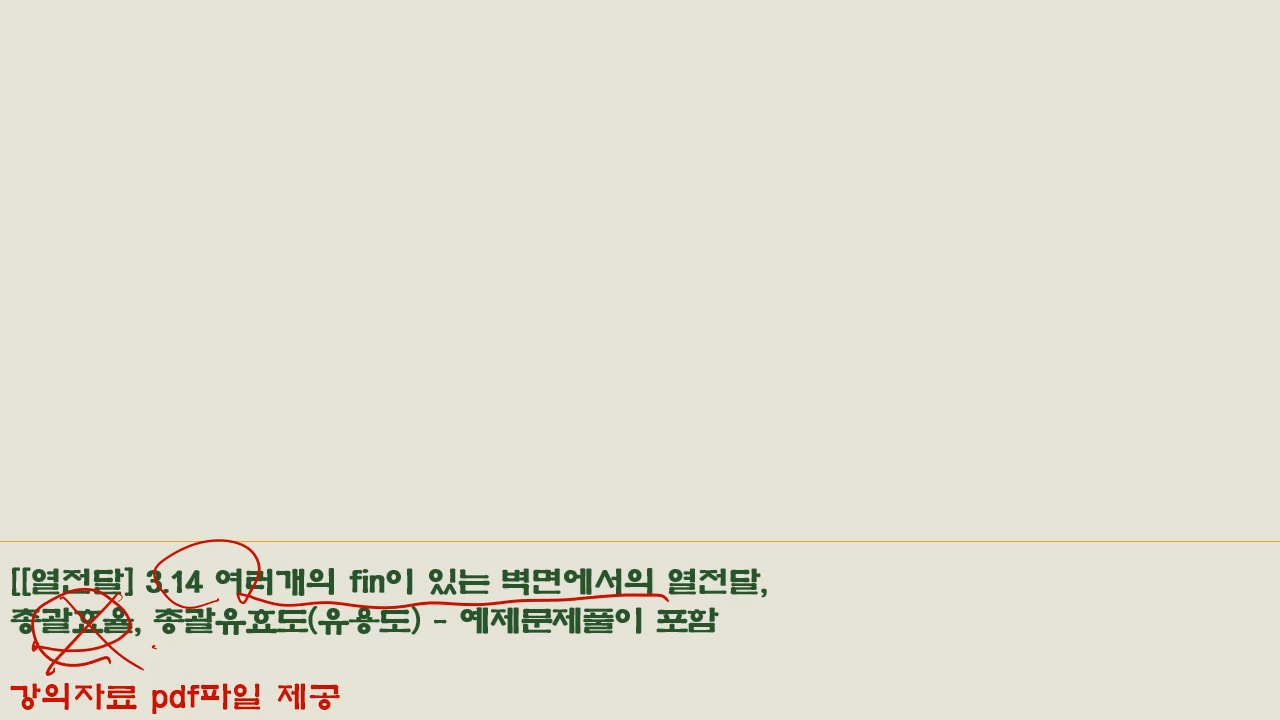 [[열전달] 3.14 여러개의 fin이 있는 벽면에서의 열전달,
총괄효율, 총괄유효도(유용도) - 예제문제풀이 포함
강의자료 pdf파일 제공